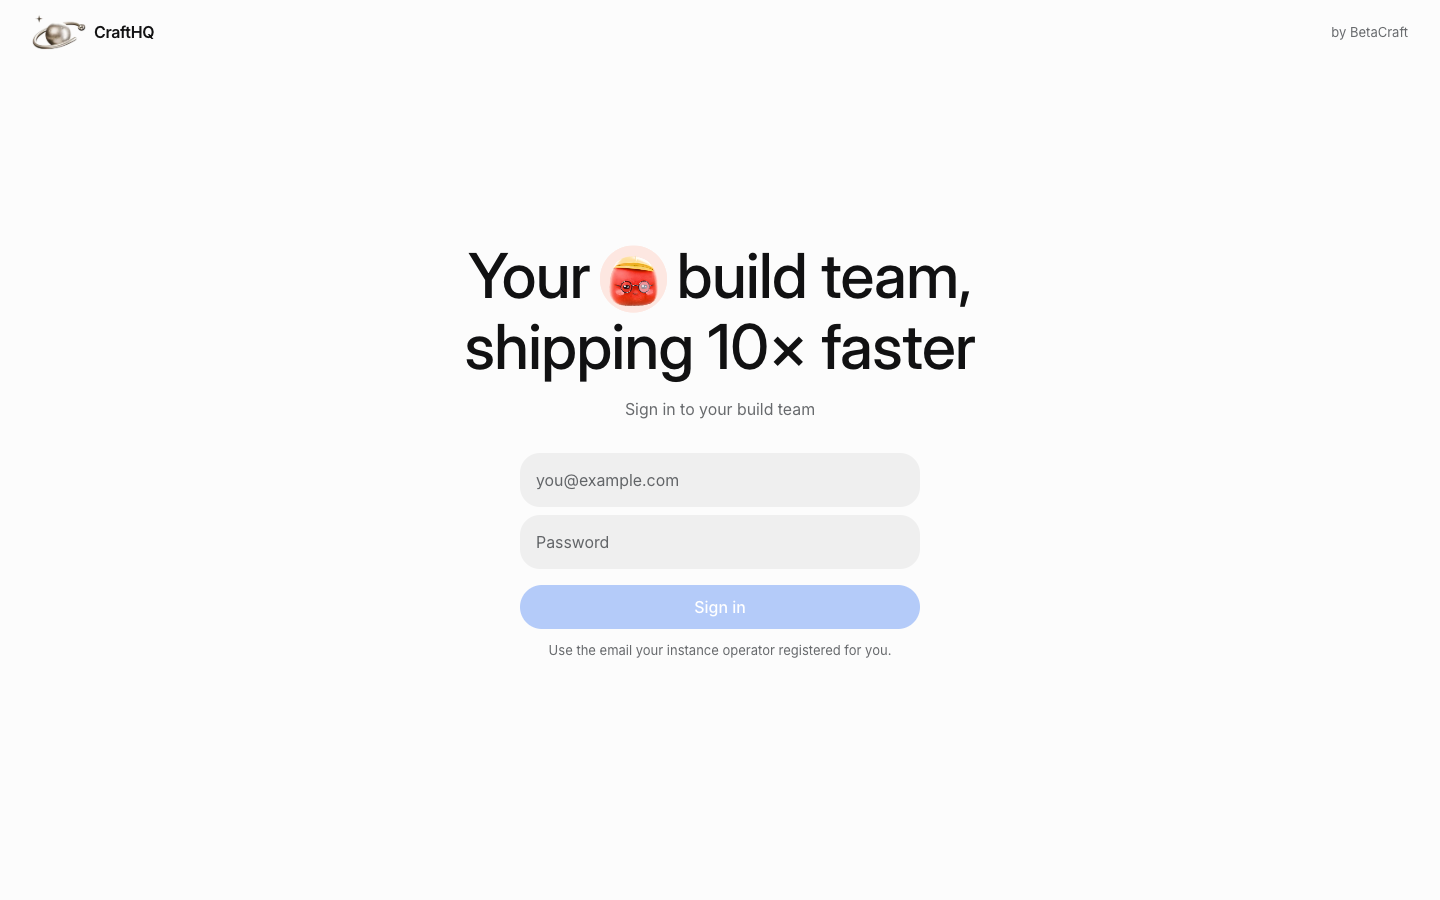 CraftHQ
by BetaCraft
Your build team,
shipping 10× faster
Sign in to your build team
you@example.com
Password
Sign in
Use the email your instance operator registered for you.